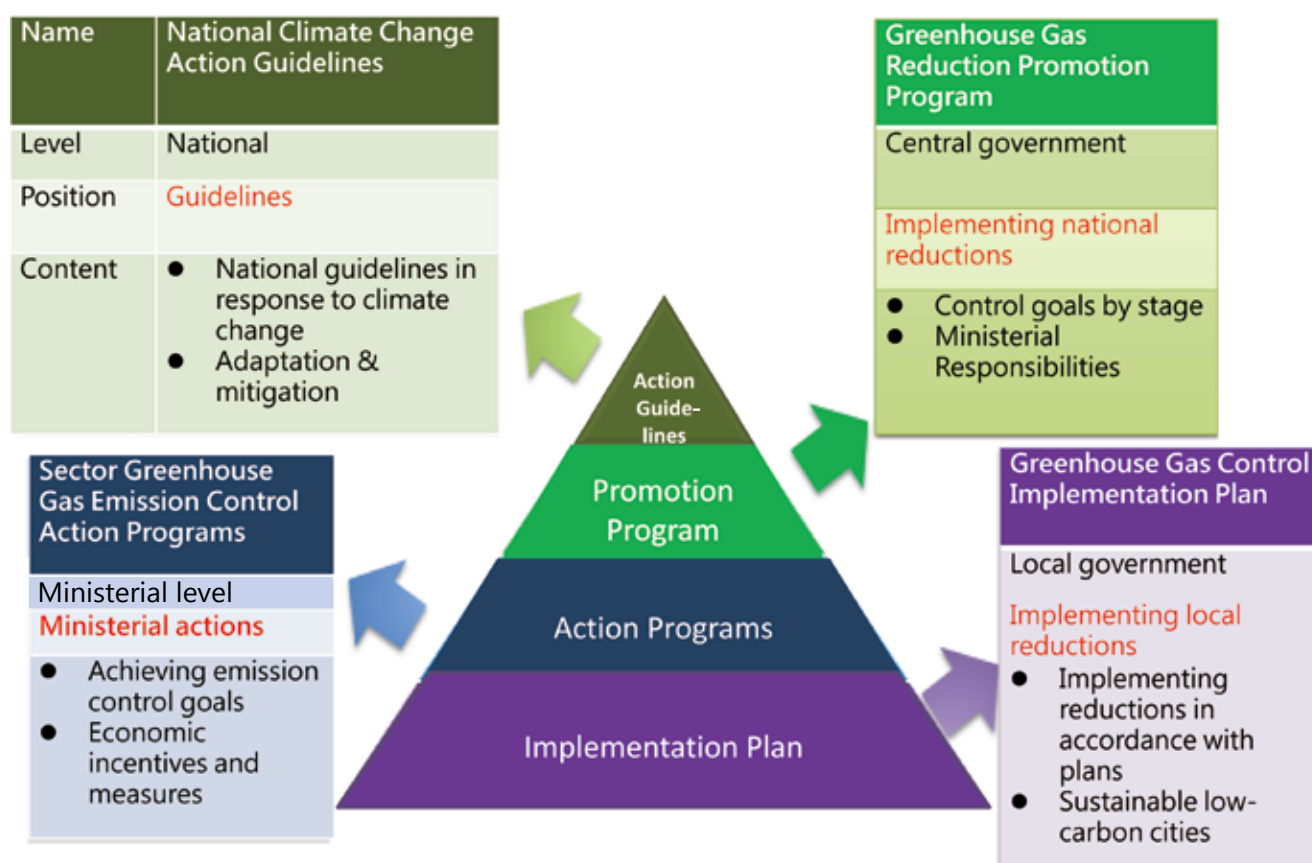 Name
National Climate Change
Action Guidelines
Level
National
Position
Guidelines
Content
● National guidelines in
response to climate
change
● Adaptation &
mitigation
Greenhouse Gas
Reduction Promotion
Program
Central government
Implementing national
reductions
● Control goals by stage
● Ministerial
Responsibilities
Action
Guide-
lines
Promotion
Program
Action Programs
Implementation Plan
Sector Greenhouse
Gas Emission Control
Action Programs
Ministerial level
Ministerial actions
● Achieving emission
control goals
● Economic
incentives and
measures
Greenhouse Gas Control
Implementation Plan
Local government
Implementing local
reductions
● Implementing
reductions in
accordance with
plans
● Sustainable low-
carbon cities